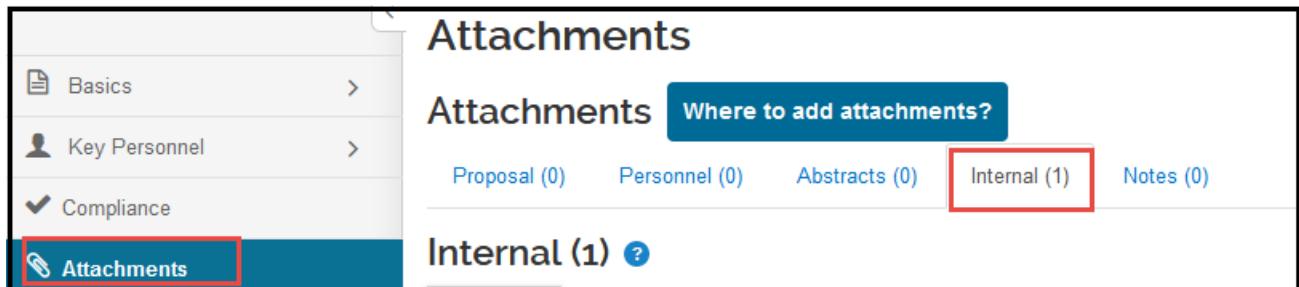 Basics
Key Personnel
Compliance
Attachments
Attachments
Attachments Where to add attachments?
Proposal (0) Personnel (0) Abstracts (0) Internal (1) Notes (0)
Internal (1) ?